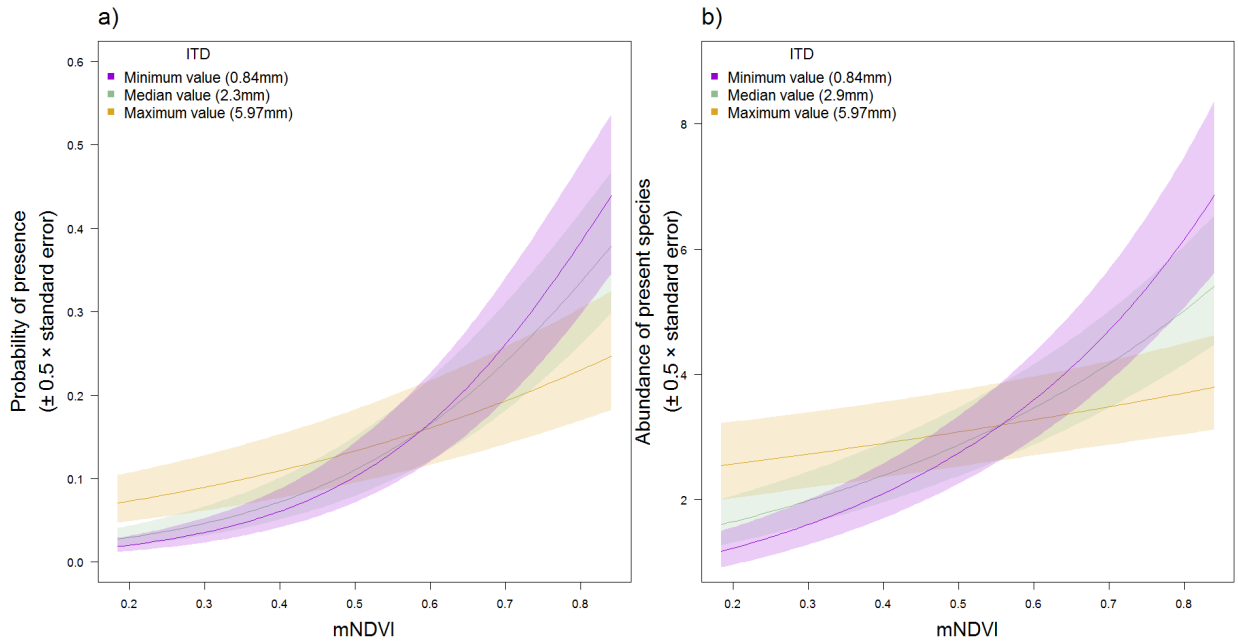 a)
ITD
Minimum value (0.84mm)
Median value (2.3mm)
Maximum value (5.97mm)
Probability of presence
(± 0.5 × standard error)
0.6
0.5
0.4
0.3
0.2
0.1
0.0
0.2 0.3 0.4 0.5 0.6 0.7 0.8
mNDVI
b)
ITD
Minimum value (0.84mm)
Median value (2.9mm)
Maximum value (5.97mm)
Abundance of present species
(± 0.5 × standard error)
8
6
4
2
0.2 0.3 0.4 0.5 0.6 0.7 0.8
mNDVI